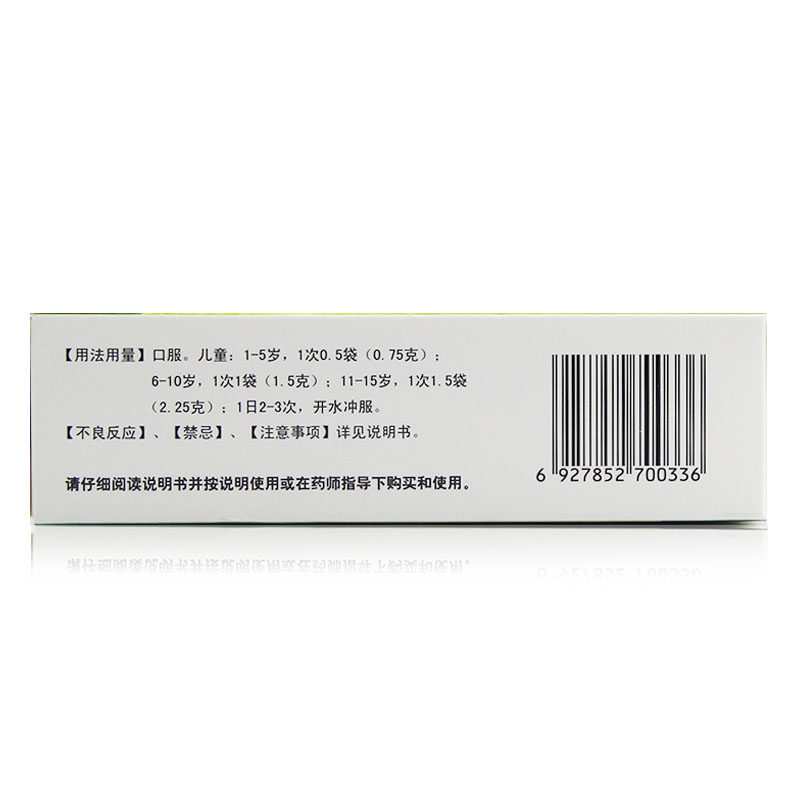 【用法用量】口服。儿童：1-5岁，1次0.5袋（0.75克）；
6-10岁，1次1袋（1.5克）；11-15岁，1次1.5袋
（2.25克）；1日2-3次，开水冲服。
【不良反应】、【禁忌】、【注意事项】详见说明书。
请仔细阅读说明书并按说明使用或在药师指导下购买和使用。
6 927852 700336